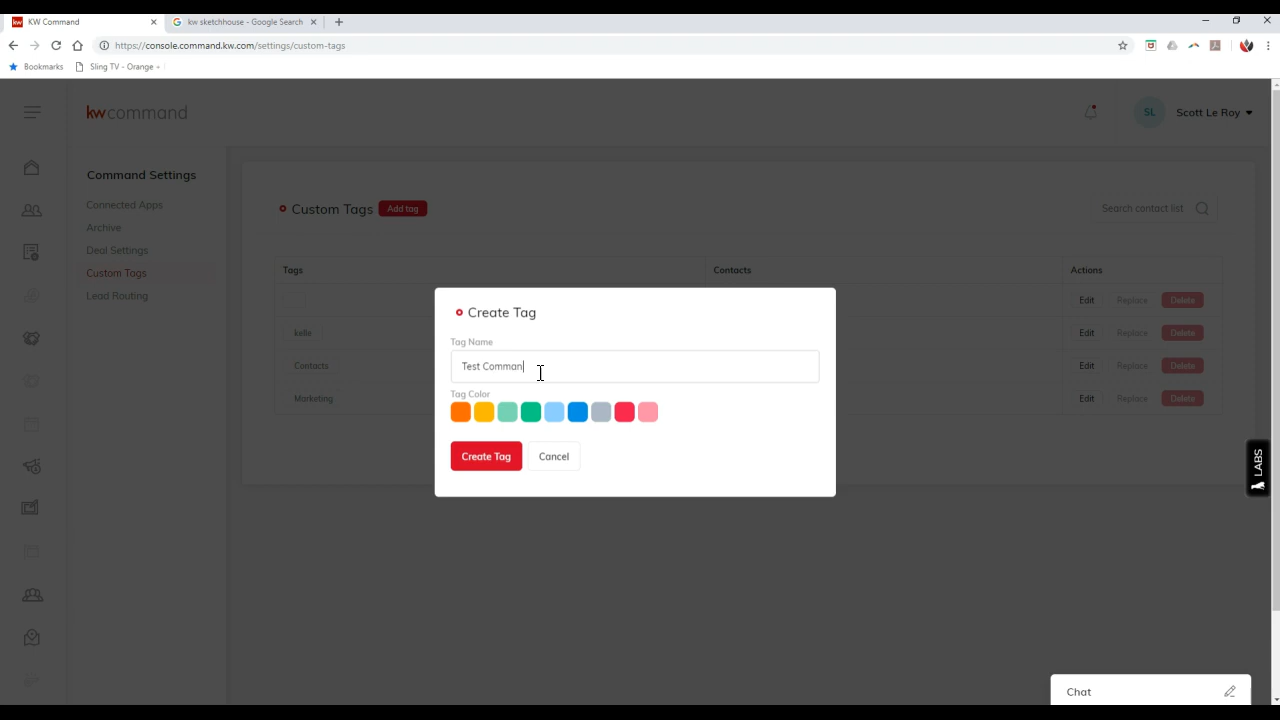 KW Command
kw sketchhouse - Google Search
https://console.command.kw.com/settings/custom-tags
Bookmarks
Sling TV - Orange +
kwcommand
SL
Scott Le Roy
Command Settings
Connected Apps
Archive
Deal Settings
Custom Tags
Lead Routing
Custom Tags
Add tag
Search contact list
Tags
Contacts
Actions
Edit Replace Delete
kelle
Edit Replace Delete
Contacts
Edit Replace Delete
Marketing
Edit Replace Delete
Create Tag
Tag Name
Test Comman
Tag Color
Create Tag
Cancel
LABS
Chat